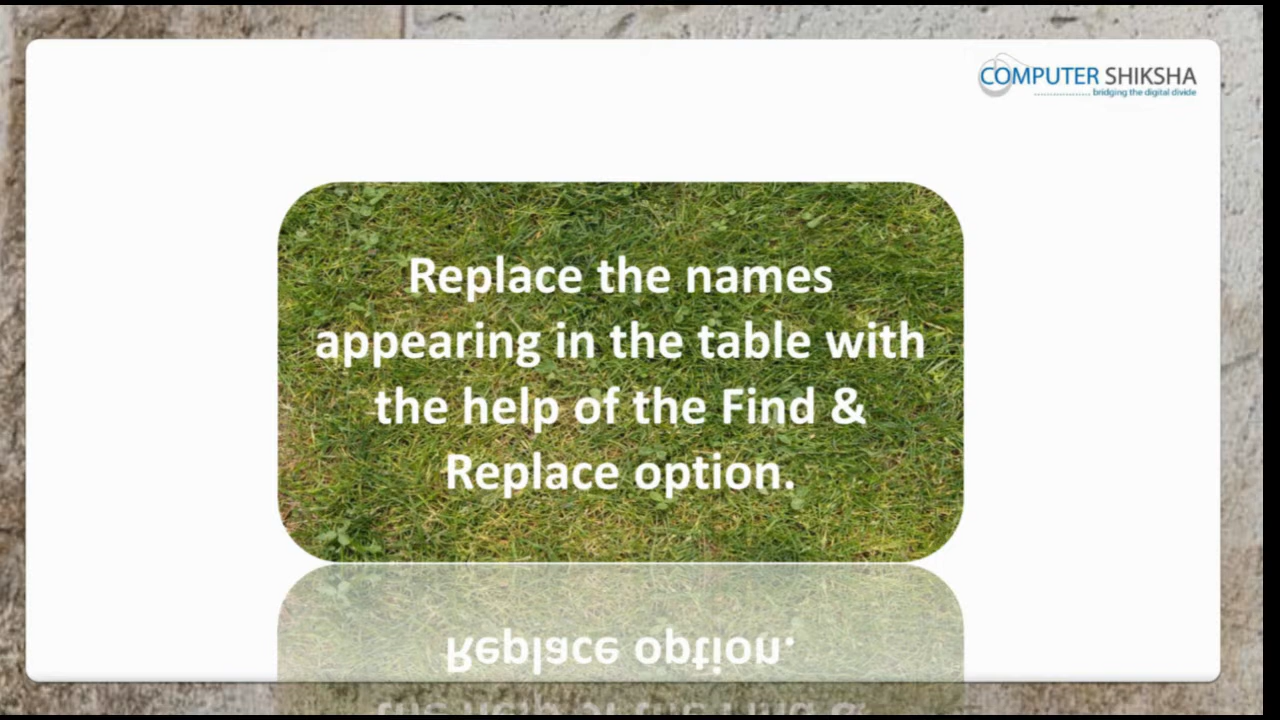 COMPUTER SHIKSHA
bridging the digital divide
Replace the names
appearing in the table with
the help of the Find &
Replace option.